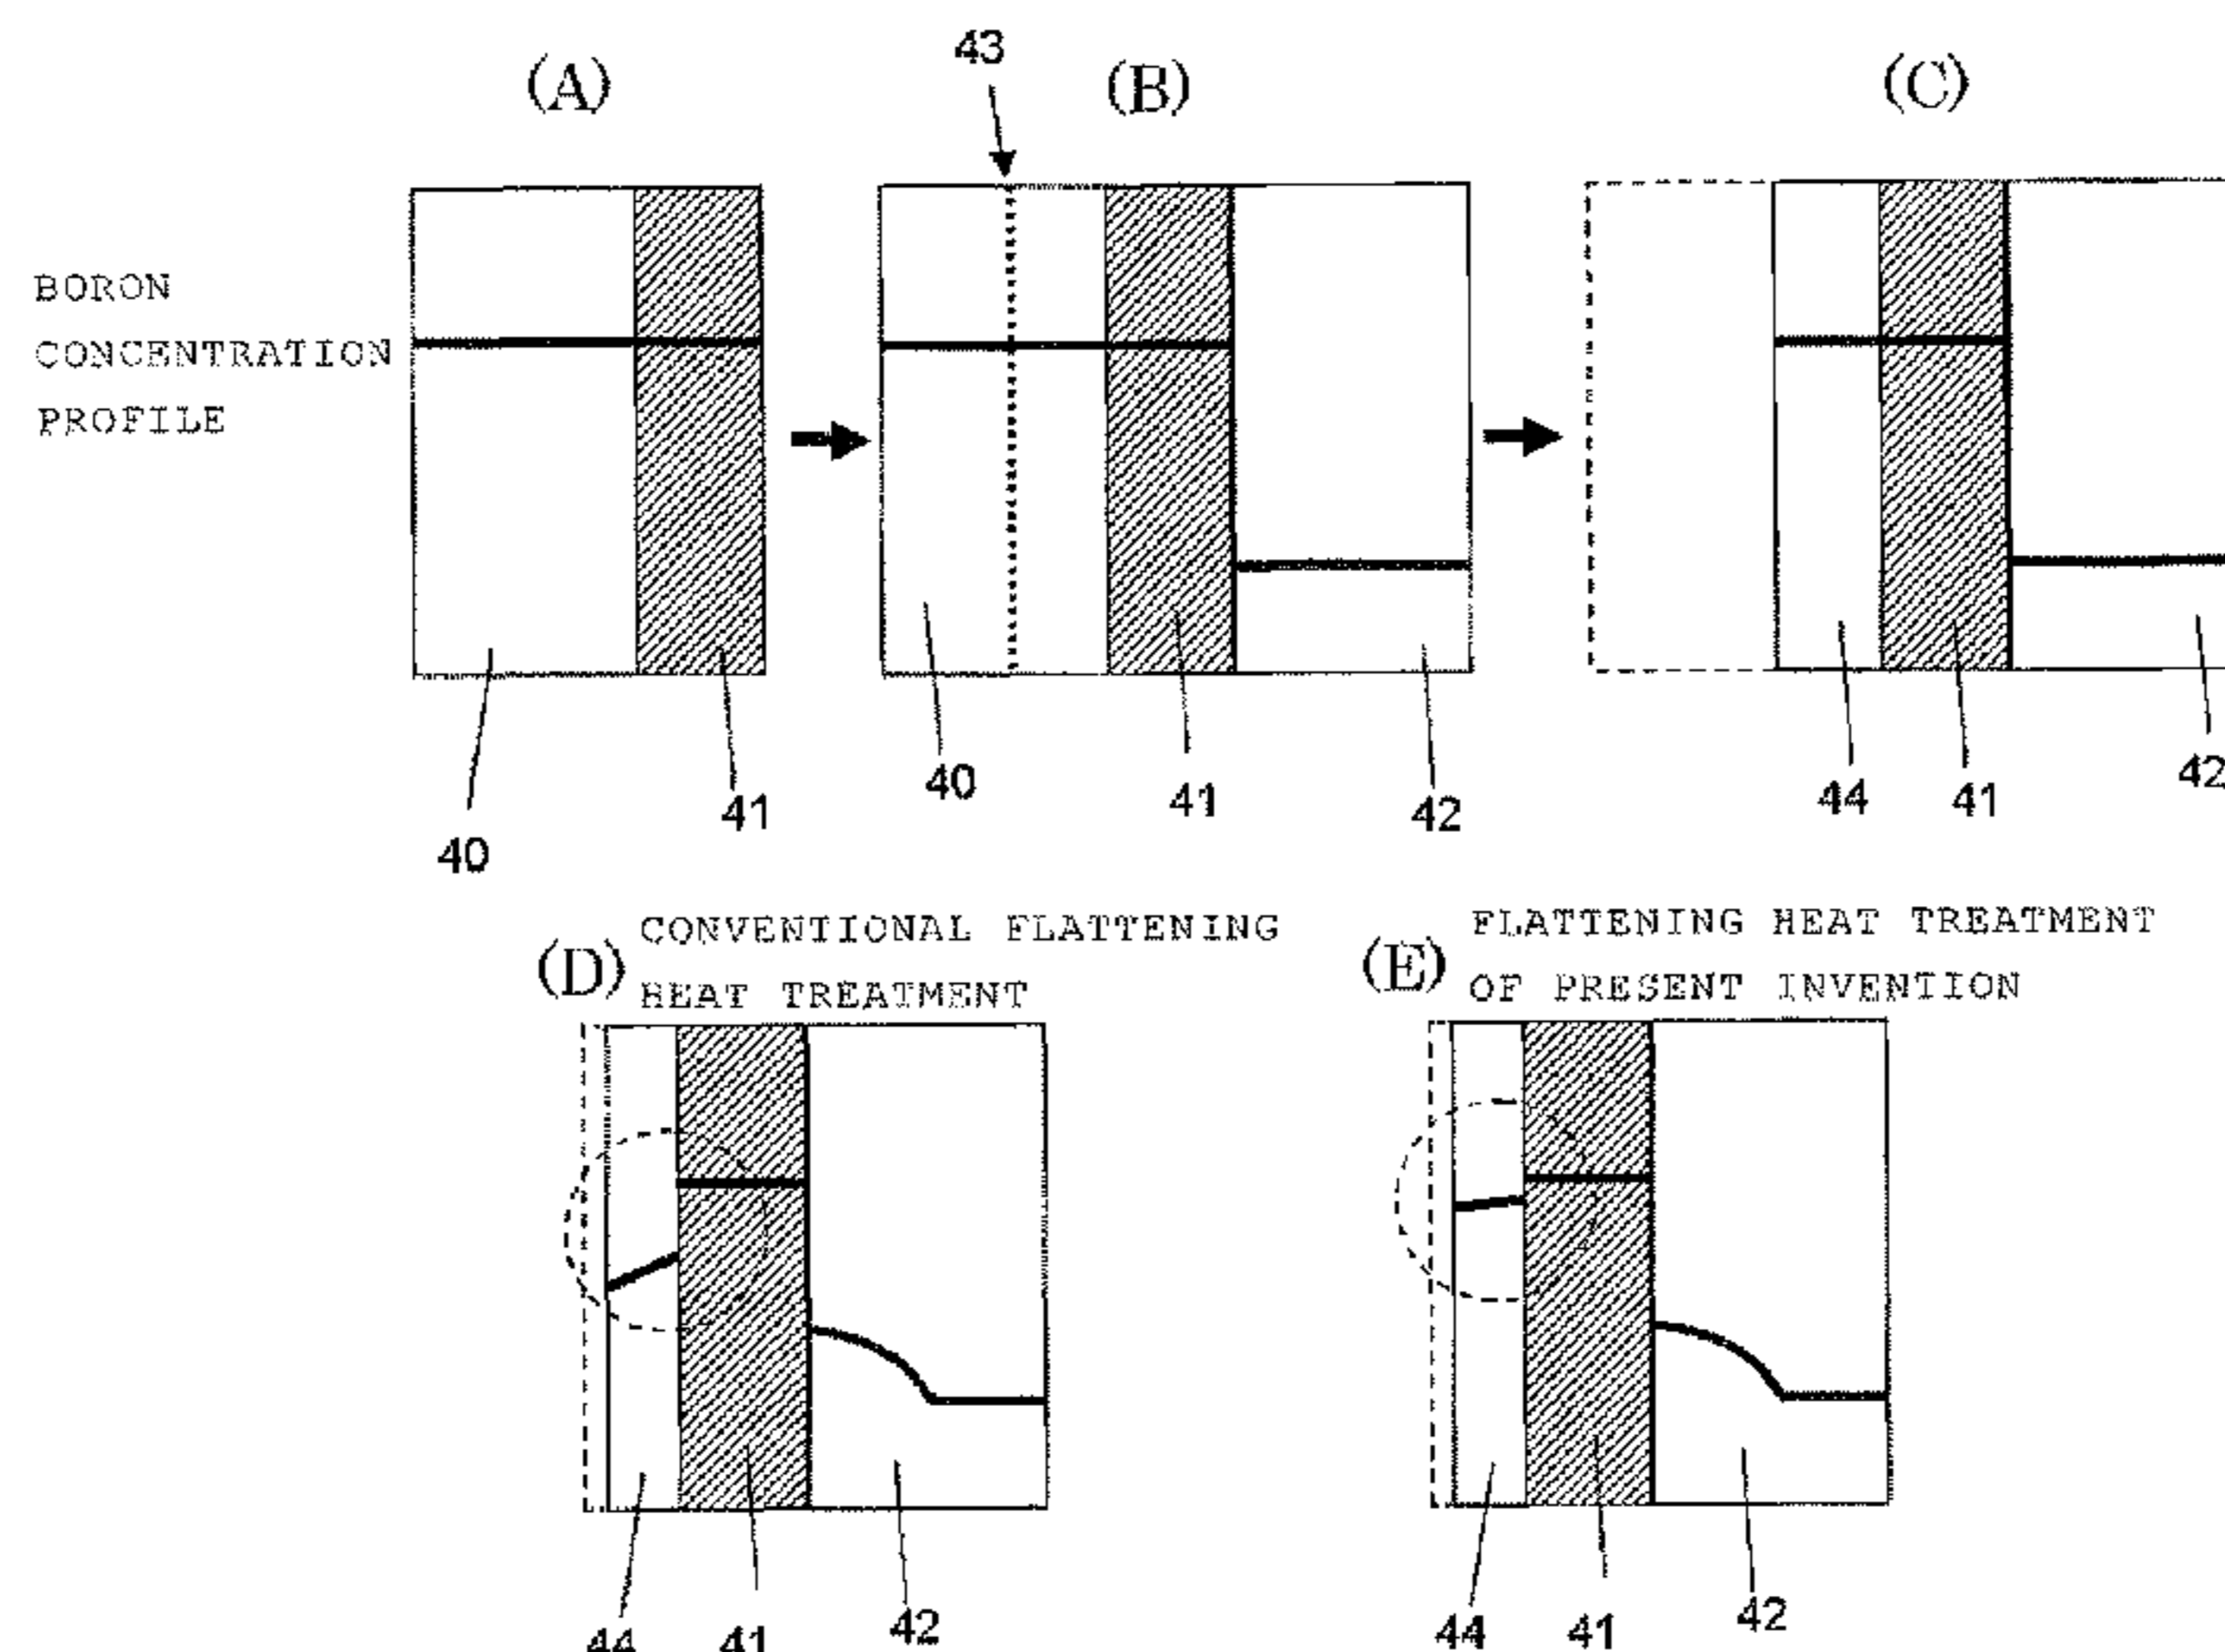 43
(A)
(B)
(C)
BORON
CONCENTRATION
PROFILE
40
41
40
41
42
44
41
42
(D)
CONVENTIONAL FLATTENING
HEAT TREATMENT
(E)
FLATTENING HEAT TREATMENT
OF PRESENT INVENTION
44
41
42
44
41
42